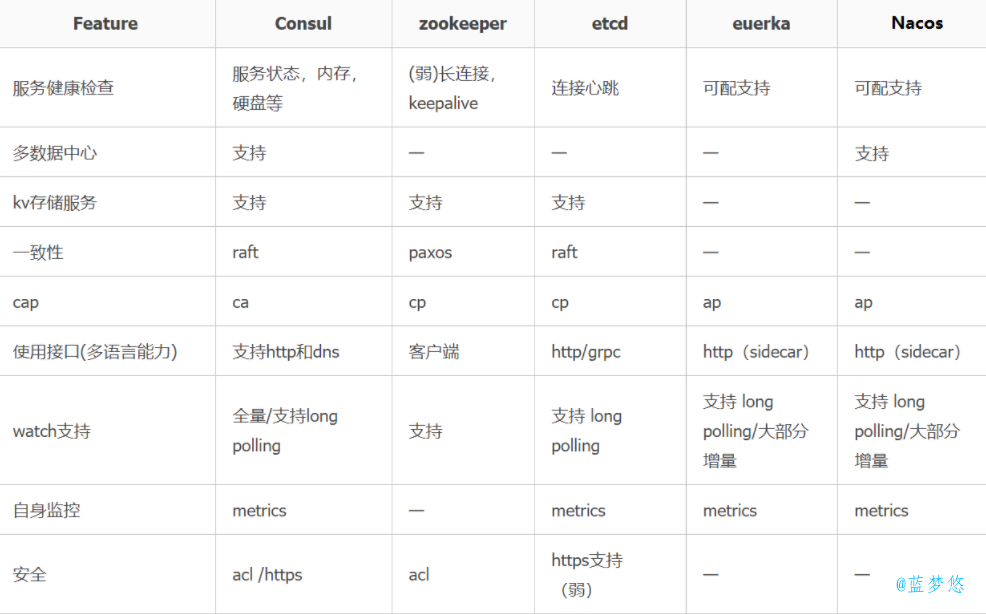 Feature Consul zookeeper etcd euerka Nacos
服务健康检查 服务状态，内存，硬盘等 (弱)长连接，keepalive 连接心跳 可配支持 可配支持
多数据中心 支持 — — — 支持
kv存储服务 支持 支持 支持 — —
一致性 raft paxos raft — —
cap ca cp cp ap ap
使用接口(多语言能力) 支持http和dns 客户端 http/grpc http（sidecar） http（sidecar）
watch支持 全量/支持long polling 支持 支持 long polling 支持 long polling/大部分增量 支持 long polling/大部分增量
自身监控 metrics — metrics metrics metrics
安全 acl /https acl https支持（弱） — —
@蓝梦悠